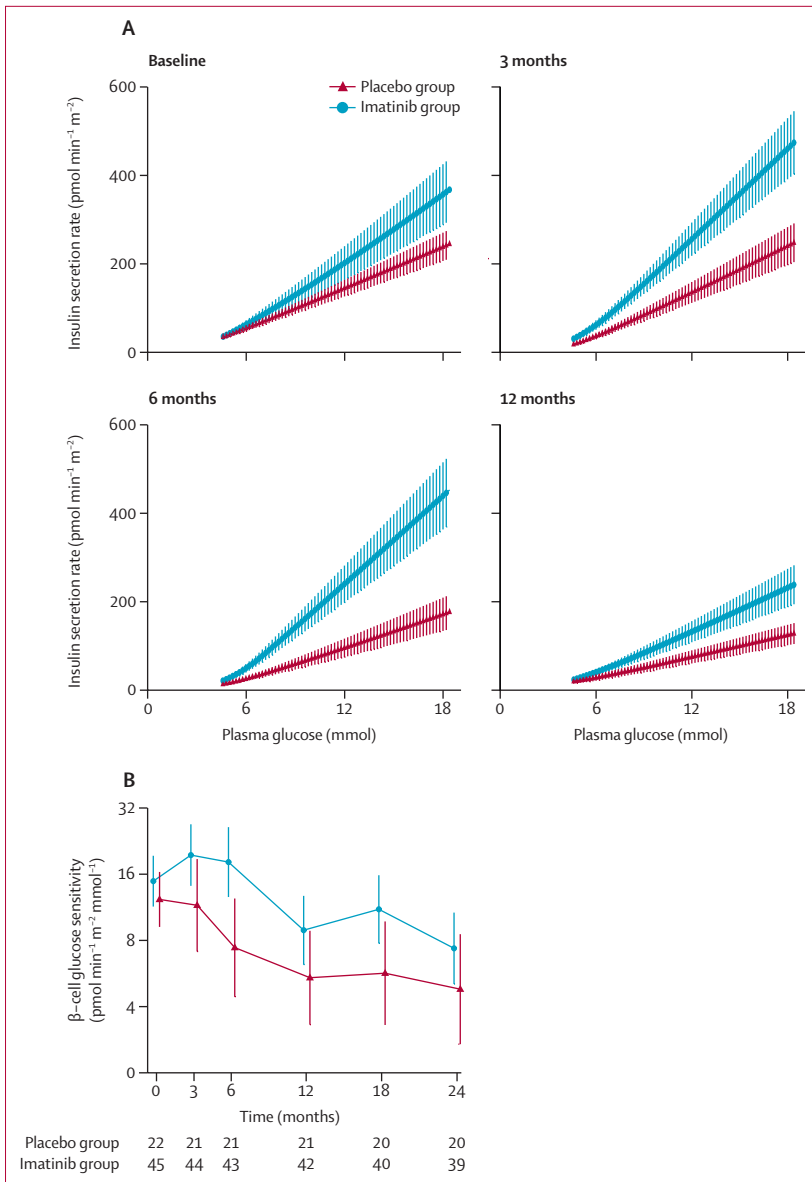 A
Baseline
3 months
Placebo group
Imatinib group
Insulin secretion rate (pmol min⁻¹ m⁻²)
600
400
200
0
6 months
12 months
Insulin secretion rate (pmol min⁻¹ m⁻²)
600
400
200
0
0 6 12 18
Plasma glucose (mmol)
0 6 12 18
Plasma glucose (mmol)
B
β–cell glucose sensitivity
(pmol min⁻¹ m⁻² mmol⁻¹)
32
16
8
4
0
0 3 6 12 18 24
Time (months)
Placebo group 22 21 21 21 20 20
Imatinib group 45 44 43 42 40 39